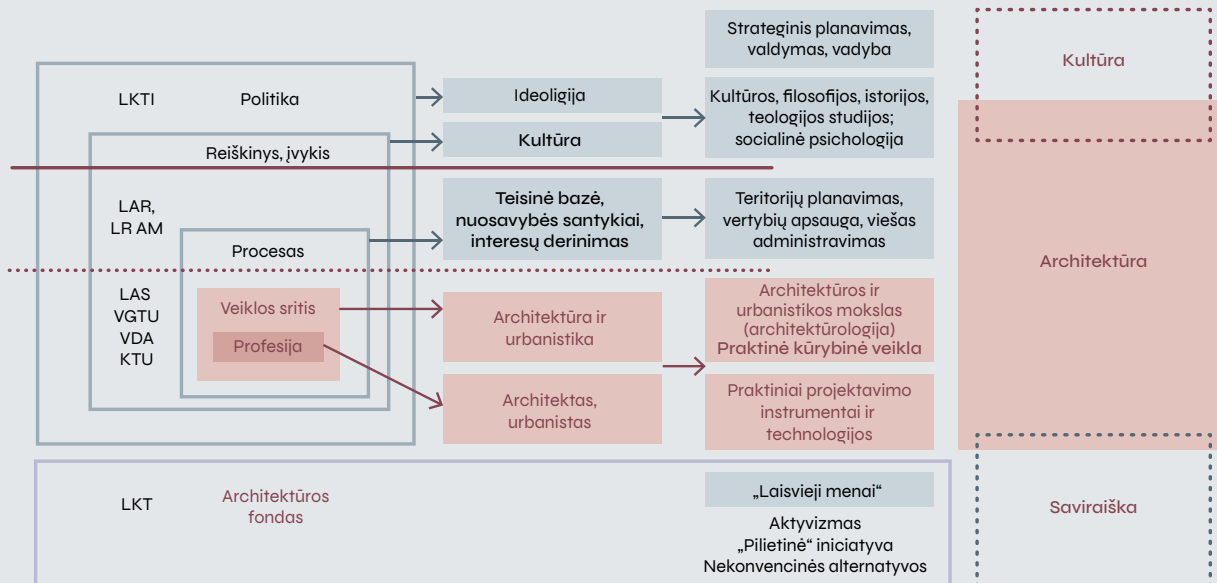 Strateginis planavimas,
valdymas, vadyba
Kultūra
LKTI
Politika
Ideoligija
Kultūros, filosofijos, istorijos,
teologijos studijos;
socialinė psichologija
Kultūra
Reiškinys, įvykis
LAR,
LR AM
Teisinė bazė,
nuosavybės santykiai,
interesų derinimas
Teritorijų planavimas,
vertybių apsauga, viešas
administravimas
Procesas
Architektūra
LAS
VGTU
VDA
KTU
Veiklos sritis
Profesija
Architektūra ir
urbanistika
Architektūros ir
urbanistikos mokslas
(architektūrologija)
Praktinė kūrybinė veikla
Architektas,
urbanistas
Praktiniai projektavimo
instrumentai ir
technologijos
LKT
Architektūros
fondas
„Laisvieji menai“
Aktyvizmas
„Pilietinė“ iniciatyva
Nekonvencinės alternatyvos
Saviraiška